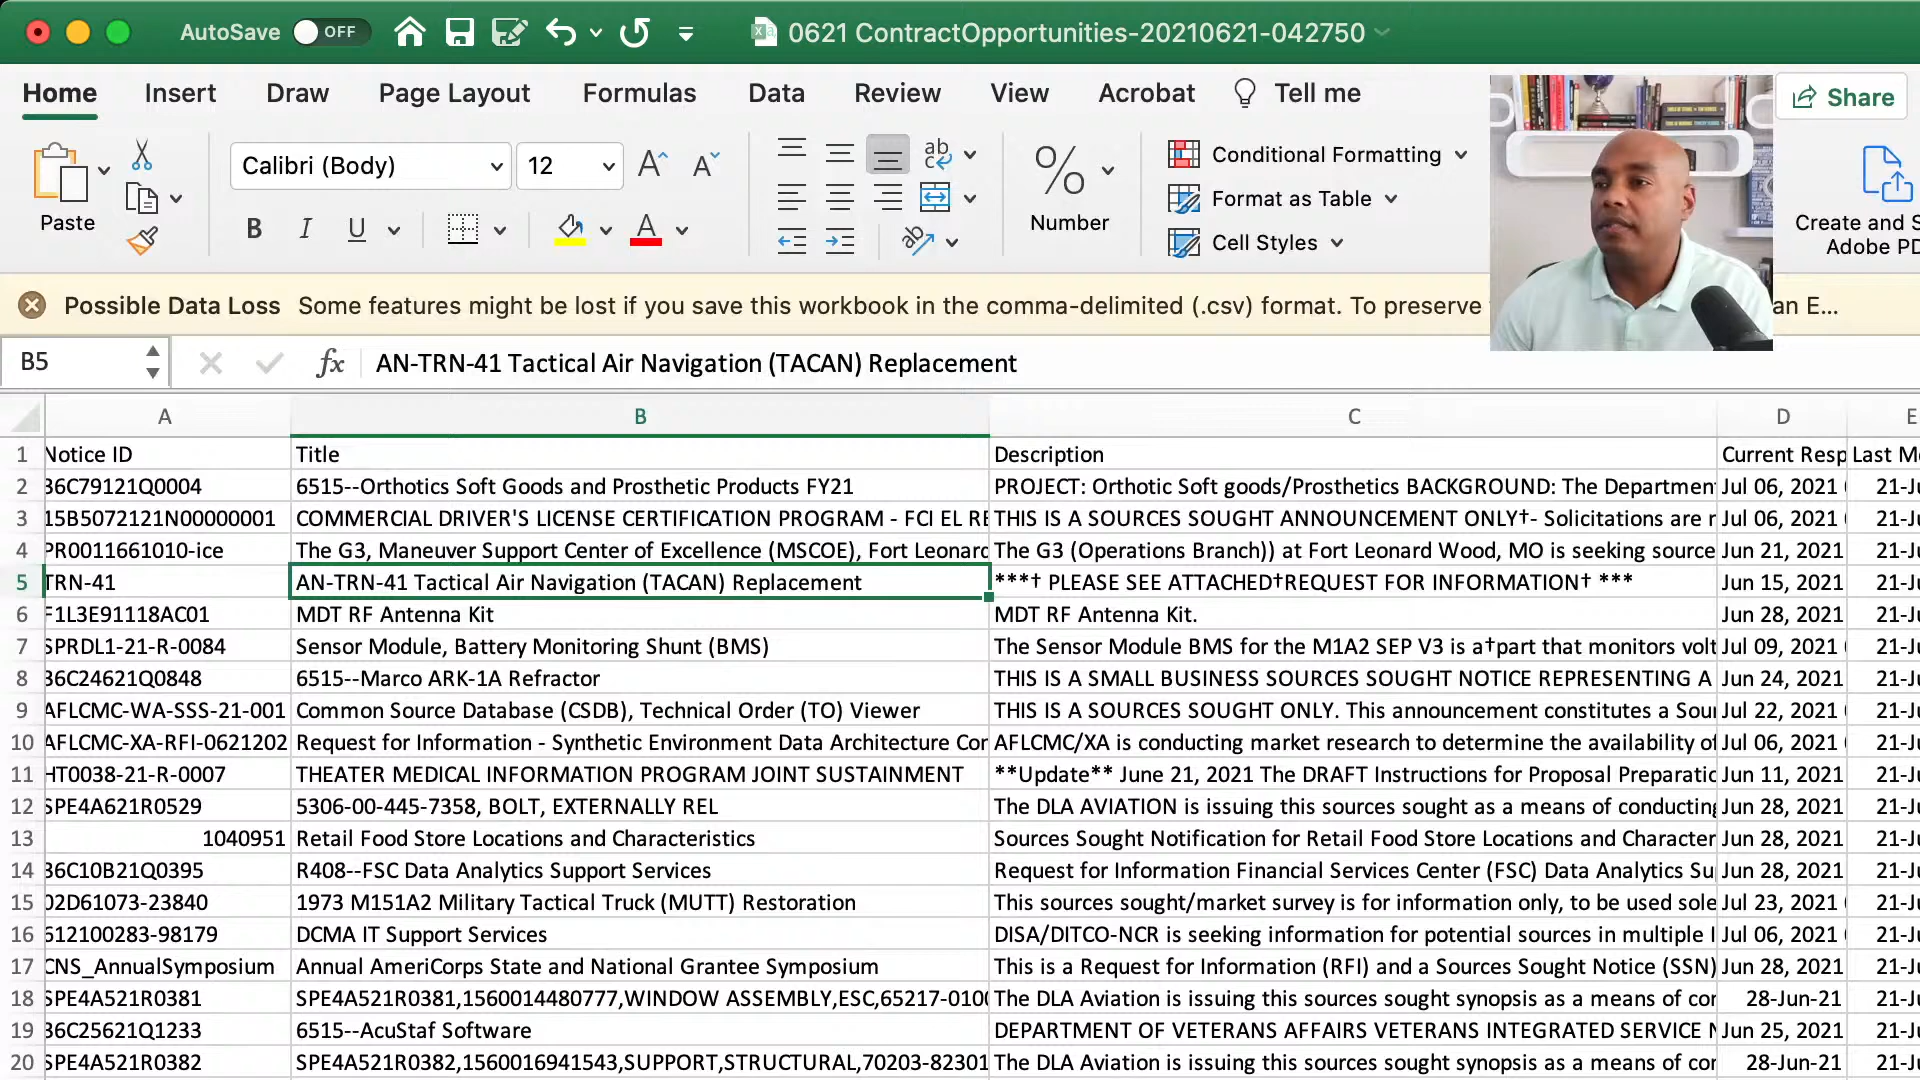 AutoSave OFF 0621 ContractOpportunities-20210621-042750
Home Insert Draw Page Layout Formulas Data Review View Acrobat Tell me Share
Paste Calibri (Body) 12 Number Conditional Formatting
Format as Table
Cell Styles
Create and S
Adobe PD
Possible Data Loss Some features might be lost if you save this workbook in the comma-delimited (.csv) format. To preserve an E...
B5 fx AN-TRN-41 Tactical Air Navigation (TACAN) Replacement
A B C D E
1 Notice ID Title Description Current Resp Last Mo
2 36C79121Q0004 6515--Orthotics Soft Goods and Prosthetic Products FY21 PROJECT: Orthotic Soft goods/Prosthetics BACKGROUND: The Department Jul 06, 2021 21-Ju
3 15B5072121N00000001 COMMERCIAL DRIVER'S LICENSE CERTIFICATION PROGRAM - FCI EL RE THIS IS A SOURCES SOUGHT ANNOUNCEMENT ONLY†- Solicitations are r Jul 06, 2021 21-Ju
4 PR0011661010-ice The G3, Maneuver Support Center of Excellence (MSCOE), Fort Leonard The G3 (Operations Branch)) at Fort Leonard Wood, MO is seeking source Jun 21, 2021 21-Ju
5 TRN-41 AN-TRN-41 Tactical Air Navigation (TACAN) Replacement ***† PLEASE SEE ATTACHED†REQUEST FOR INFORMATION† *** Jun 15, 2021 21-Ju
6 F1L3E91118AC01 MDT RF Antenna Kit MDT RF Antenna Kit. Jun 28, 2021 21-Ju
7 SPRDL1-21-R-0084 Sensor Module, Battery Monitoring Shunt (BMS) The Sensor Module BMS for the M1A2 SEP V3 is a†part that monitors volt Jul 09, 2021 21-Ju
8 36C24621Q0848 6515--Marco ARK-1A Refractor THIS IS A SMALL BUSINESS SOURCES SOUGHT NOTICE REPRESENTING A Jun 24, 2021 21-Ju
9 AFLCMC-WA-SSS-21-001 Common Source Database (CSDB), Technical Order (TO) Viewer THIS IS A SOURCES SOUGHT ONLY. This announcement constitutes a Sour Jul 22, 2021 21-Ju
10 AFLCMC-XA-RFI-0621202 Request for Information - Synthetic Environment Data Architecture Cor AFLCMC/XA is conducting market research to determine the availability of Jul 06, 2021 21-Ju
11 HT0038-21-R-0007 THEATER MEDICAL INFORMATION PROGRAM JOINT SUSTAINMENT **Update** June 21, 2021 The DRAFT Instructions for Proposal Preparatic Jun 11, 2021 21-Ju
12 SPE4A621R0529 5306-00-445-7358, BOLT, EXTERNALLY REL The DLA AVIATION is issuing this sources sought as a means of conducting Jun 28, 2021 21-Ju
13 1040951 Retail Food Store Locations and Characteristics Sources Sought Notification for Retail Food Store Locations and Character Jun 28, 2021 21-Ju
14 36C10B21Q0395 R408--FSC Data Analytics Support Services Request for Information Financial Services Center (FSC) Data Analytics Su Jun 28, 2021 21-Ju
15 02D61073-23840 1973 M151A2 Military Tactical Truck (MUTT) Restoration This sources sought/market survey is for information only, to be used sole Jul 23, 2021 21-Ju
16 612100283-98179 DCMA IT Support Services DISA/DITCO-NCR is seeking information for potential sources in multiple I Jul 06, 2021 21-Ju
17 CNS_AnnualSymposium Annual AmeriCorps State and National Grantee Symposium This is a Request for Information (RFI) and a Sources Sought Notice (SSN) Jun 28, 2021 21-Ju
18 SPE4A521R0381 SPE4A521R0381,1560014480777,WINDOW ASSEMBLY,ESC,65217-010 The DLA Aviation is issuing this sources sought synopsis as a means of cor 28-Jun-21 21-Ju
19 36C25621Q1233 6515--AcuStaf Software DEPARTMENT OF VETERANS AFFAIRS VETERANS INTEGRATED SERVICE N Jun 25, 2021 21-Ju
20 SPE4A521R0382 SPE4A521R0382,1560016941543,SUPPORT,STRUCTURAL,70203-82301 The DLA Aviation is issuing this sources sought synopsis as a means of cor 28-Jun-21 21-Ju